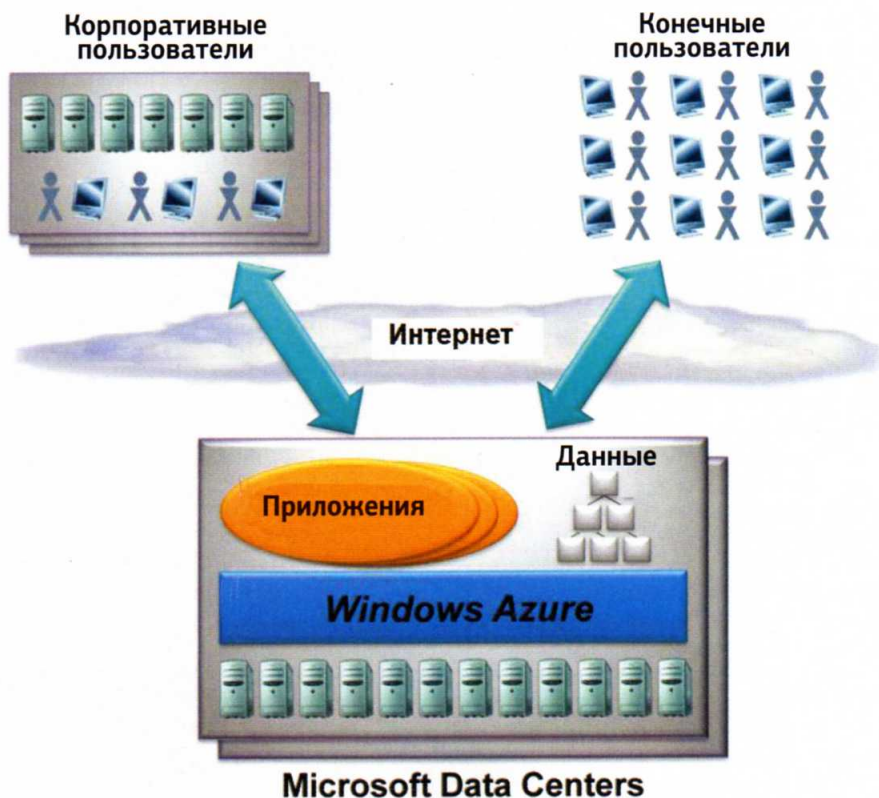 Корпоративные
пользователи
Конечные
пользователи
Интернет
Данные
Приложения
Windows Azure
Microsoft Data Centers